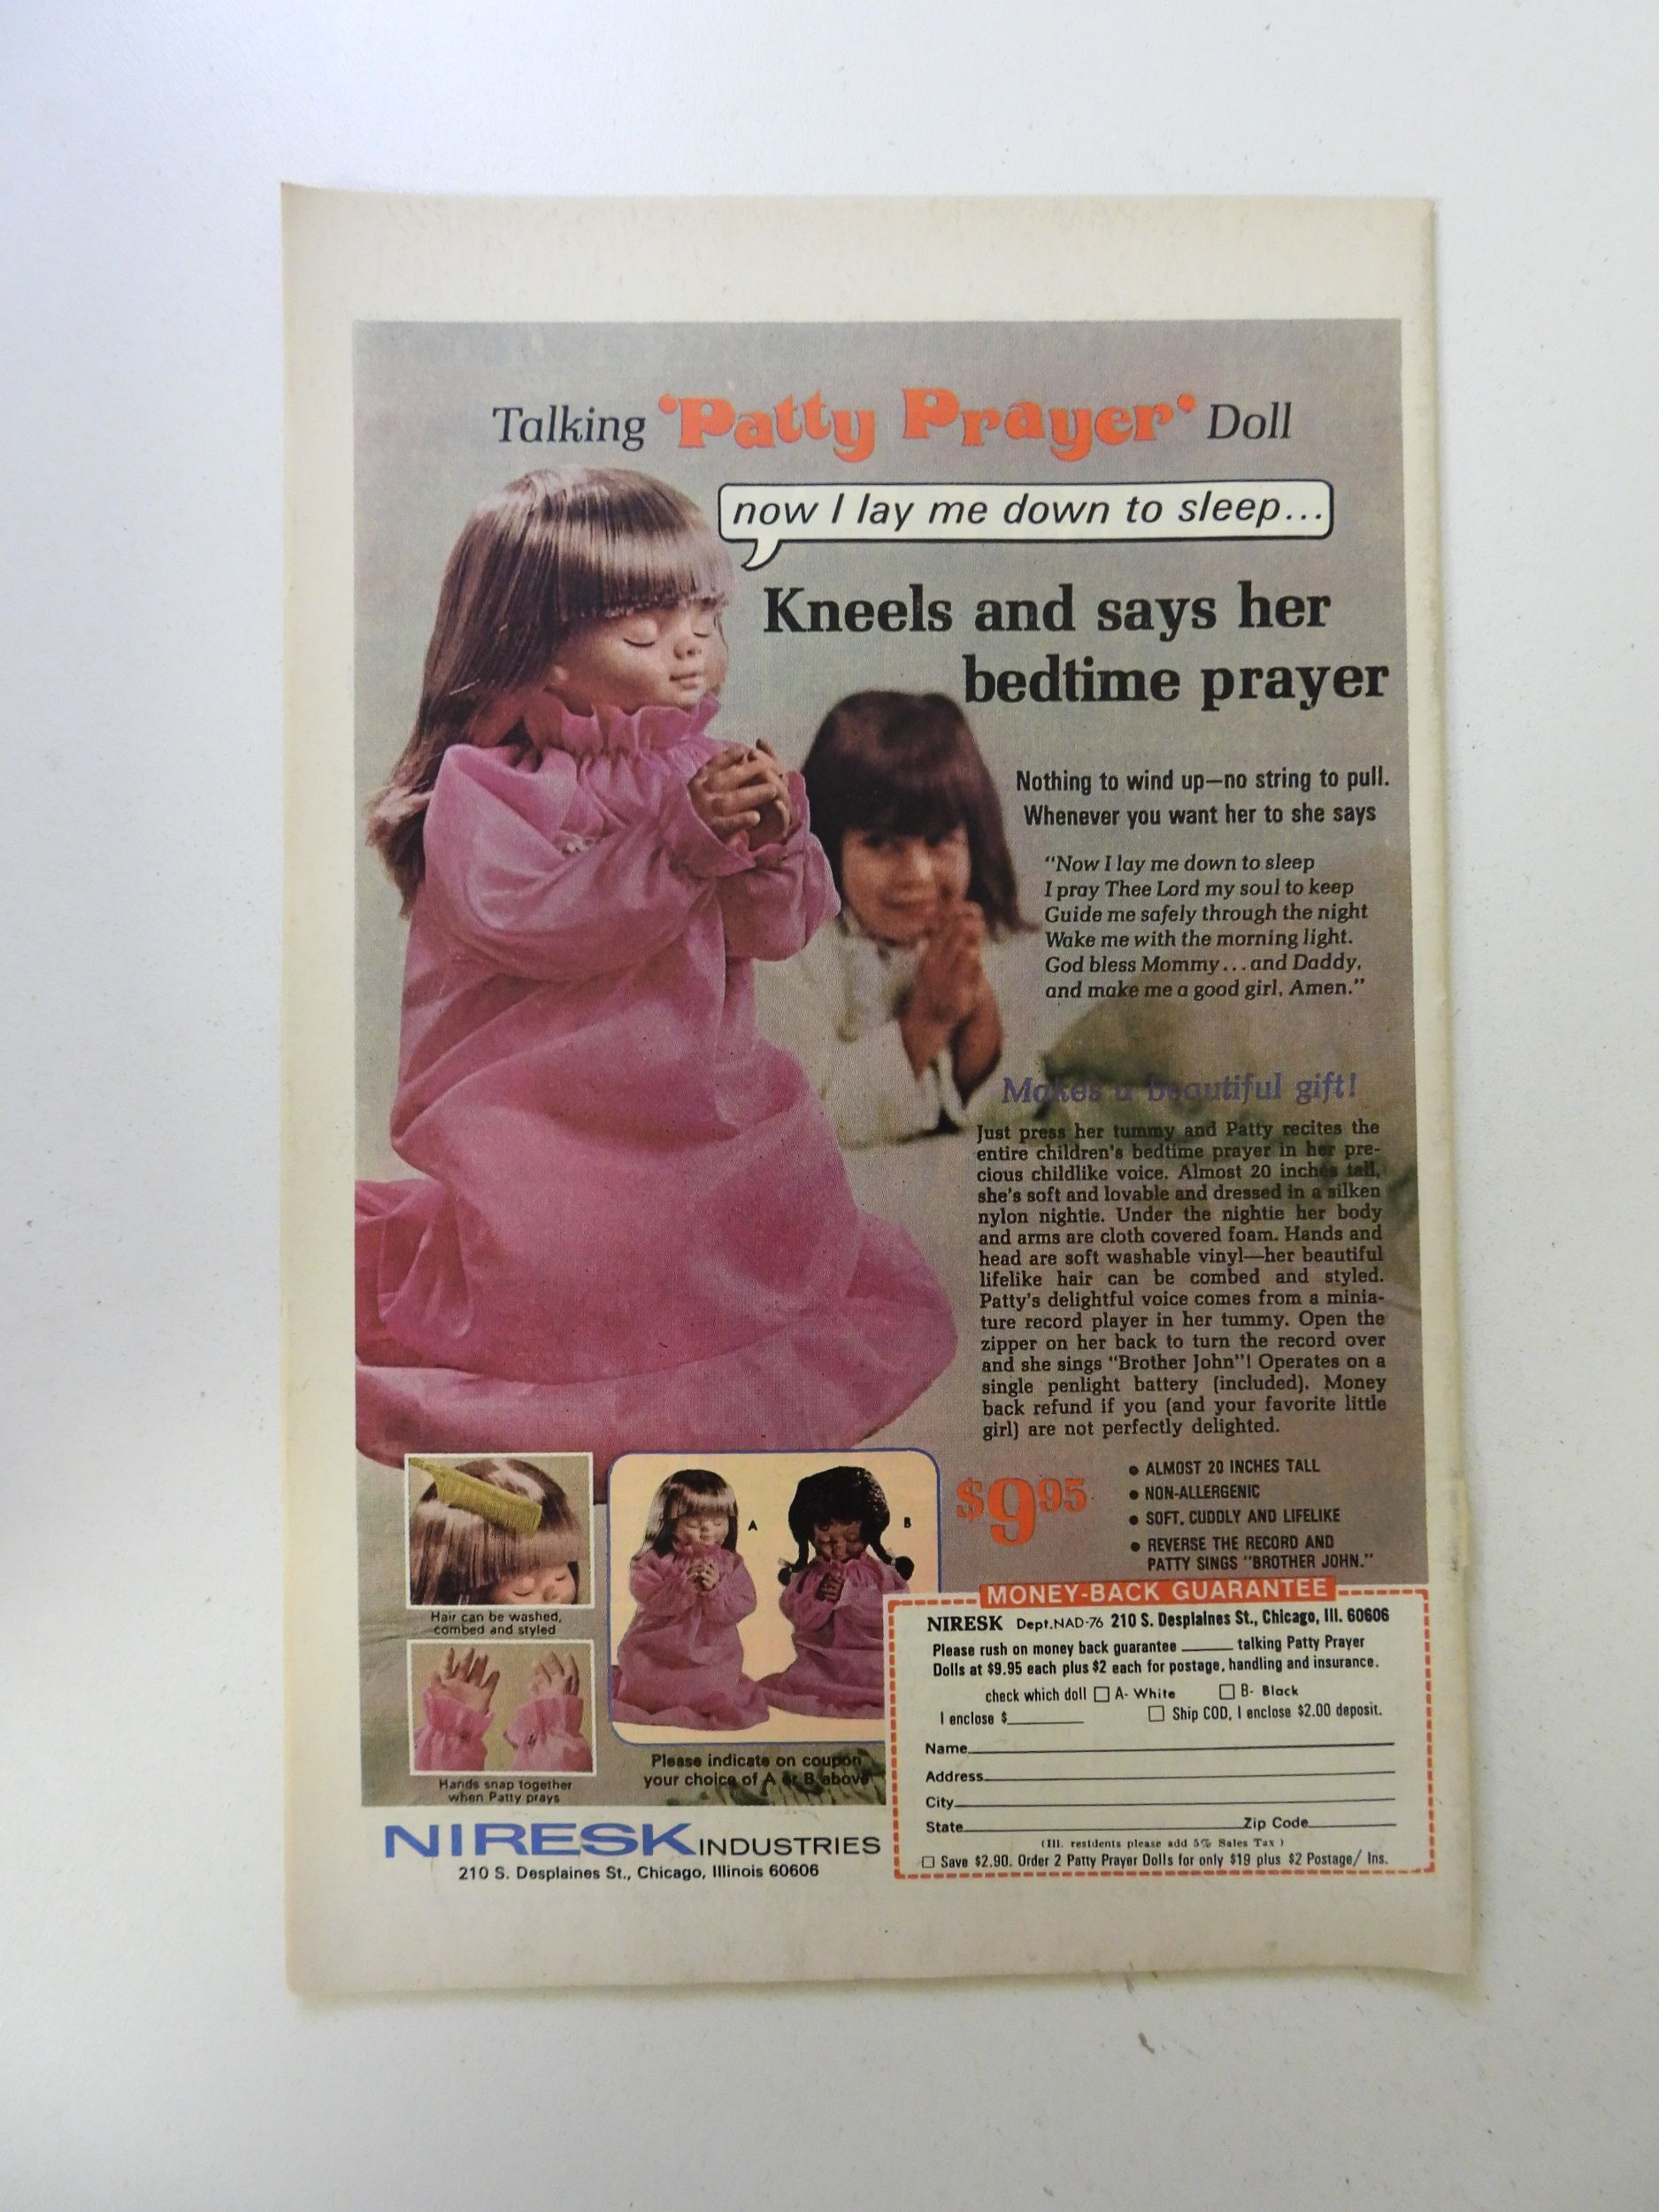 Talking 'Patty Prayer' Doll
now I lay me down to sleep...
Kneels and says her
bedtime prayer
Nothing to wind up—no string to pull.
Whenever you want her to she says
"Now I lay me down to sleep
I pray Thee Lord my soul to keep
Guide me safely through the night
Wake me with the morning light.
God bless Mommy...and Daddy,
and make me a good girl, Amen."
Makes a beautiful gift!
Just press her tummy and Patty recites the
entire children's bedtime prayer in her pre-
cious childlike voice. Almost 20 inches tall,
she's soft and lovable and dressed in a silken
nylon nightie. Under the nightie her body
and arms are cloth covered foam. Hands and
head are soft washable vinyl—her beautiful
lifelike hair can be combed and styled.
Patty's delightful voice comes from a minia-
ture record player in her tummy. Open the
zipper on her back to turn the record over
and she sings "Brother John"! Operates on a
single penlight battery (included). Money
back refund if you (and your favorite little
girl) are not perfectly delighted.
$9.95
• ALMOST 20 INCHES TALL
• NON-ALLERGENIC
• SOFT, CUDDLY AND LIFELIKE
• REVERSE THE RECORD AND
PATTY SINGS "BROTHER JOHN."
Hair can be washed,
combed and styled
Hands snap together
when Patty prays
A
B
Please indicate on coupon
your choice of A or B above
NIRESK INDUSTRIES
210 S. Desplaines St., Chicago, Illinois 60606
MONEY-BACK GUARANTEE
NIRESK Dept.NAD-76 210 S. Desplaines St., Chicago, Ill. 60606
Please rush on money back guarantee ______ talking Patty Prayer
Dolls at $9.95 each plus $2 each for postage, handling and insurance.
check which doll ☐ A- White ☐ B- Black
I enclose $______ ☐ Ship COD, I enclose $2.00 deposit.
Name
Address
City
State Zip Code
(Ill. residents please add 5% Sales Tax)
☐ Save $2.90. Order 2 Patty Prayer Dolls for only $19 plus $2 Postage/ Ins.